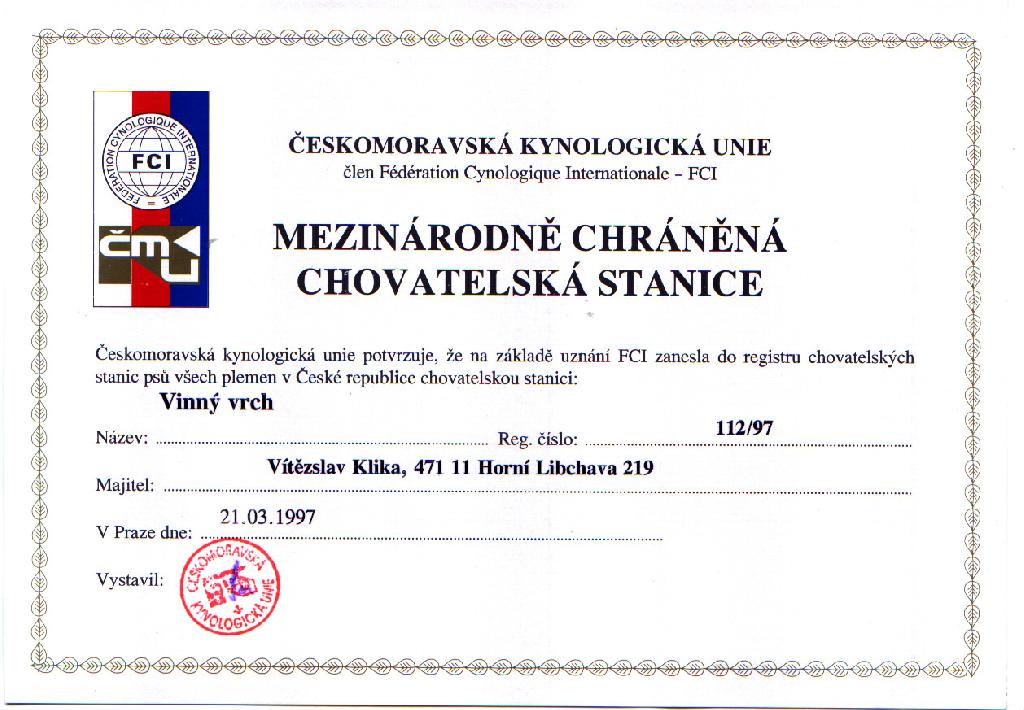 FÉDÉRATION CYNOLOGIQUE INTERNATIONALE
FCI
čmku
ČESKOMORAVSKÁ KYNOLOGICKÁ UNIE
člen Fédération Cynologique Internationale – FCI
MEZINÁRODNĚ CHRÁNĚNÁ
CHOVATELSKÁ STANICE
Českomoravská kynologická unie potvrzuje, že na základě uznání FCI zanesla do registru chovatelských
stanic psů všech plemen v České republice chovatelskou stanici:
Vinný vrch
Název: Reg. číslo: 112/97
Vítězslav Klika, 471 11 Horní Libchava 219
Majitel:
21.03.1997
V Praze dne:
Vystavil:
ČESKOMORAVSKÁ
KYNOLOGICKÁ UNIE